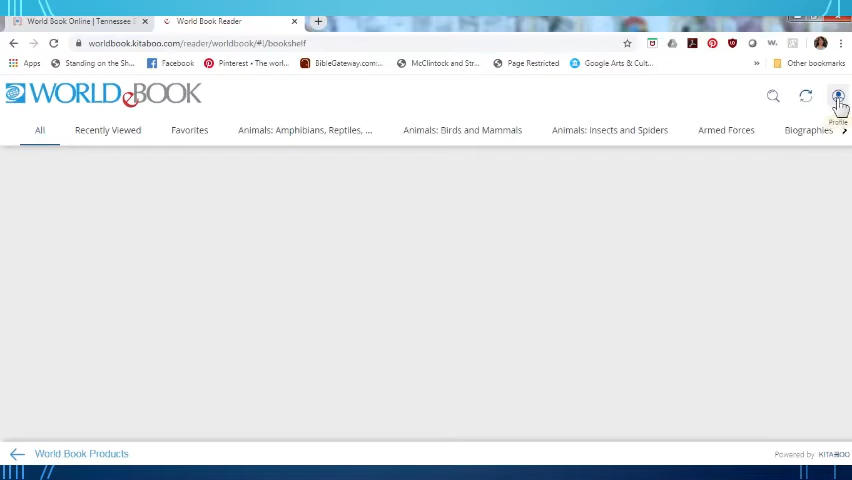 World Book Online | Tennessee E
World Book Reader
worldbook.kitaboo.com/reader/worldbook/#!/bookshelf
Apps Standing on the Sh... Facebook Pinterest • The worl... BibleGateway.com:... McClintock and Str... Page Restricted Google Arts & Cultu... » Other bookmarks
WORLD eBOOK
Profile
All Recently Viewed Favorites Animals: Amphibians, Reptiles, ... Animals: Birds and Mammals Animals: Insects and Spiders Armed Forces Biographies
World Book Products
Powered by KITABOO